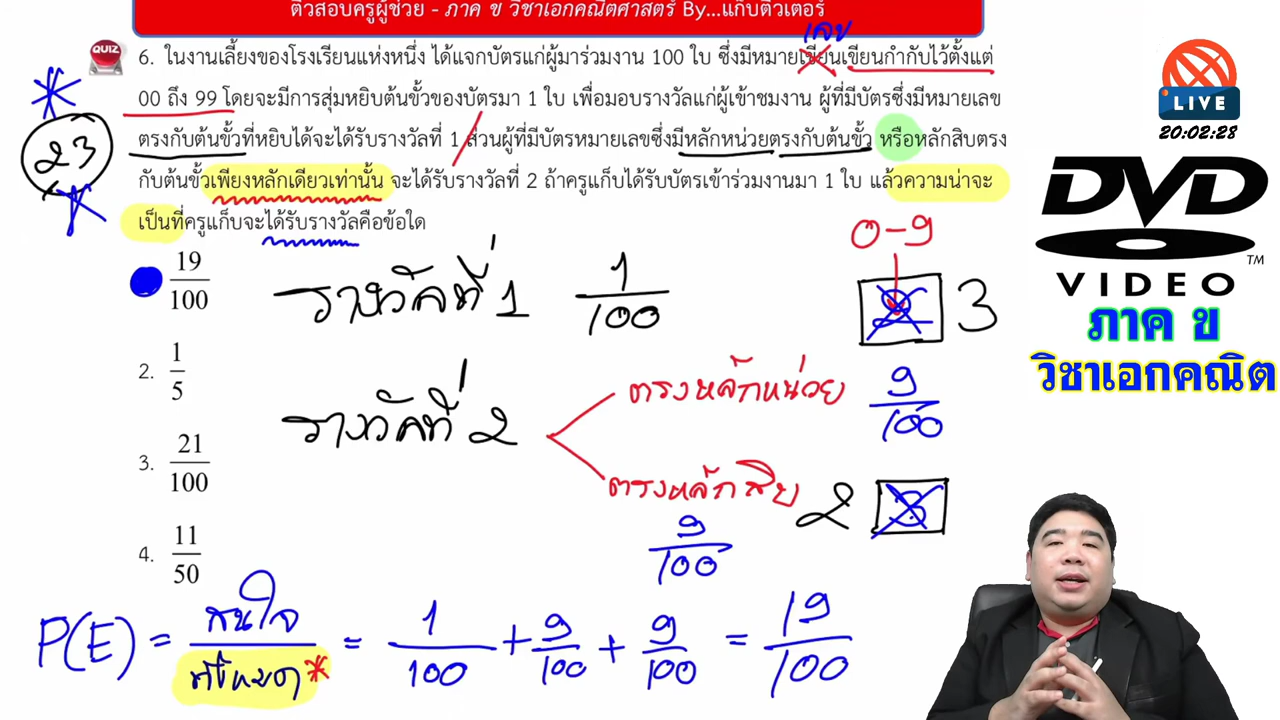 ติวสอบครูผู้ช่วย - ภาค ข วิชาเอกคณิตศาสตร์ By...แก๊บติวเตอร์
QUIZ
เลข
6. ในงานเลี้ยงของโรงเรียนแห่งหนึ่ง ได้แจกบัตรแก่ผู้มาร่วมงาน 100 ใบ ซึ่งมีหมายเขียนเขียนกำกับไว้ตั้งแต่
00 ถึง 99 โดยจะมีการสุ่มหยิบต้นขั้วของบัตรมา 1 ใบ เพื่อมอบรางวัลแก่ผู้เข้าชมงาน ผู้ที่มีบัตรซึ่งมีหมายเลข
ตรงกับต้นขั้วที่หยิบได้จะได้รับรางวัลที่ 1 ส่วนผู้ที่มีบัตรหมายเลขซึ่งมีหลักหน่วยตรงกับต้นขั้ว หรือหลักสิบตรง
กับต้นขั้วเพียงหลักเดียวเท่านั้น จะได้รับรางวัลที่ 2 ถ้าครูแก๊บได้รับบัตรเข้าร่วมงานมา 1 ใบ แล้วความน่าจะ
เป็นที่ครูแก๊บจะได้รับรางวัลคือข้อใด
23
19/100
2. 1/5
3. 21/100
4. 11/50
รางวัลที่ 1 1/100
0-9
2 3
รางวัลที่ 2
ตรงหลักหน่วย 9/100
ตรงหลักสิบ 2 3
9/100
P(E) = สนใจ/ทั้งหมด* = 1/100 + 9/100 + 9/100 = 19/100
LIVE
20:02:28
DVD
VIDEO TM
ภาค ข
วิชาเอกคณิต